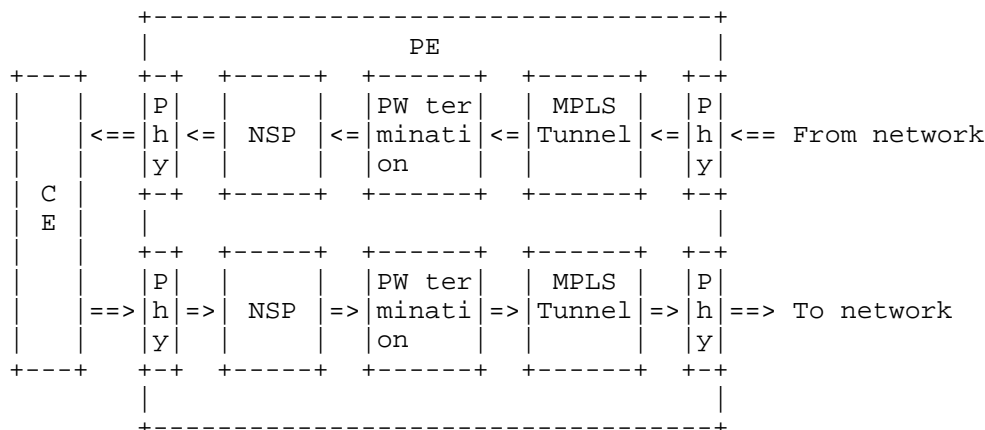 +-----------------------------------+
              |                PE                 |
+---+   +-+  +-----+  +------+  +------+  +-+
|   |   |P|  |     |  |PW ter|  | MPLS |  |P|
|   |<==|h|<=| NSP |<=|minati|<=|Tunnel|<=|h|<== From network
|   |   |y|  |     |  |on    |  |      |  |y|
| C |   +-+  +-----+  +------+  +------+  +-+
| E |   |                                   |
|   |   +-+  +-----+  +------+  +------+  +-+
|   |   |P|  |     |  |PW ter|  | MPLS |  |P|
|   |==>|h|=>| NSP |=>|minati|=>|Tunnel|=>|h|==> To network
|   |   |y|  |     |  |on    |  |      |  |y|
+---+   +-+  +-----+  +------+  +------+  +-+
        |                                   |
        +-----------------------------------+